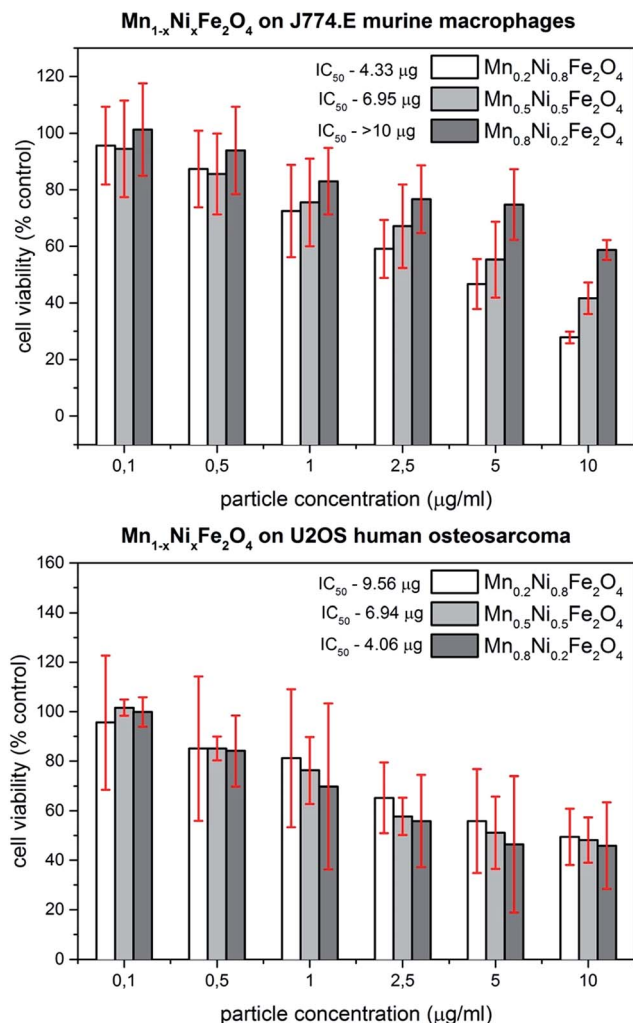 Mn₁₋ₓNiₓFe₂O₄ on J774.E murine macrophages
IC₅₀ - 4.33 µg Mn₀.₂Ni₀.₈Fe₂O₄
IC₅₀ - 6.95 µg Mn₀.₅Ni₀.₅Fe₂O₄
IC₅₀ - >10 µg Mn₀.₈Ni₀.₂Fe₂O₄
cell viability (% control)
120
100
80
60
40
20
0
0,1 0,5 1 2,5 5 10
particle concentration (µg/ml)
Mn₁₋ₓNiₓFe₂O₄ on U2OS human osteosarcoma
IC₅₀ - 9.56 µg Mn₀.₂Ni₀.₈Fe₂O₄
IC₅₀ - 6.94 µg Mn₀.₅Ni₀.₅Fe₂O₄
IC₅₀ - 4.06 µg Mn₀.₈Ni₀.₂Fe₂O₄
cell viability (% control)
160
140
120
100
80
60
40
20
0
0,1 0,5 1 2,5 5 10
particle concentration (µg/ml)